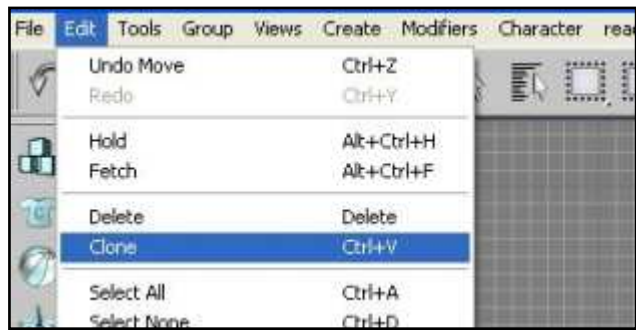 File Edit Tools Group Views Create Modifiers Character
Undo Move Ctrl+Z
Redo Ctrl+Y
Hold Alt+Ctrl+H
Fetch Alt+Ctrl+F
Delete Delete
Clone Ctrl+V
Select All Ctrl+A
Select None Ctrl+D